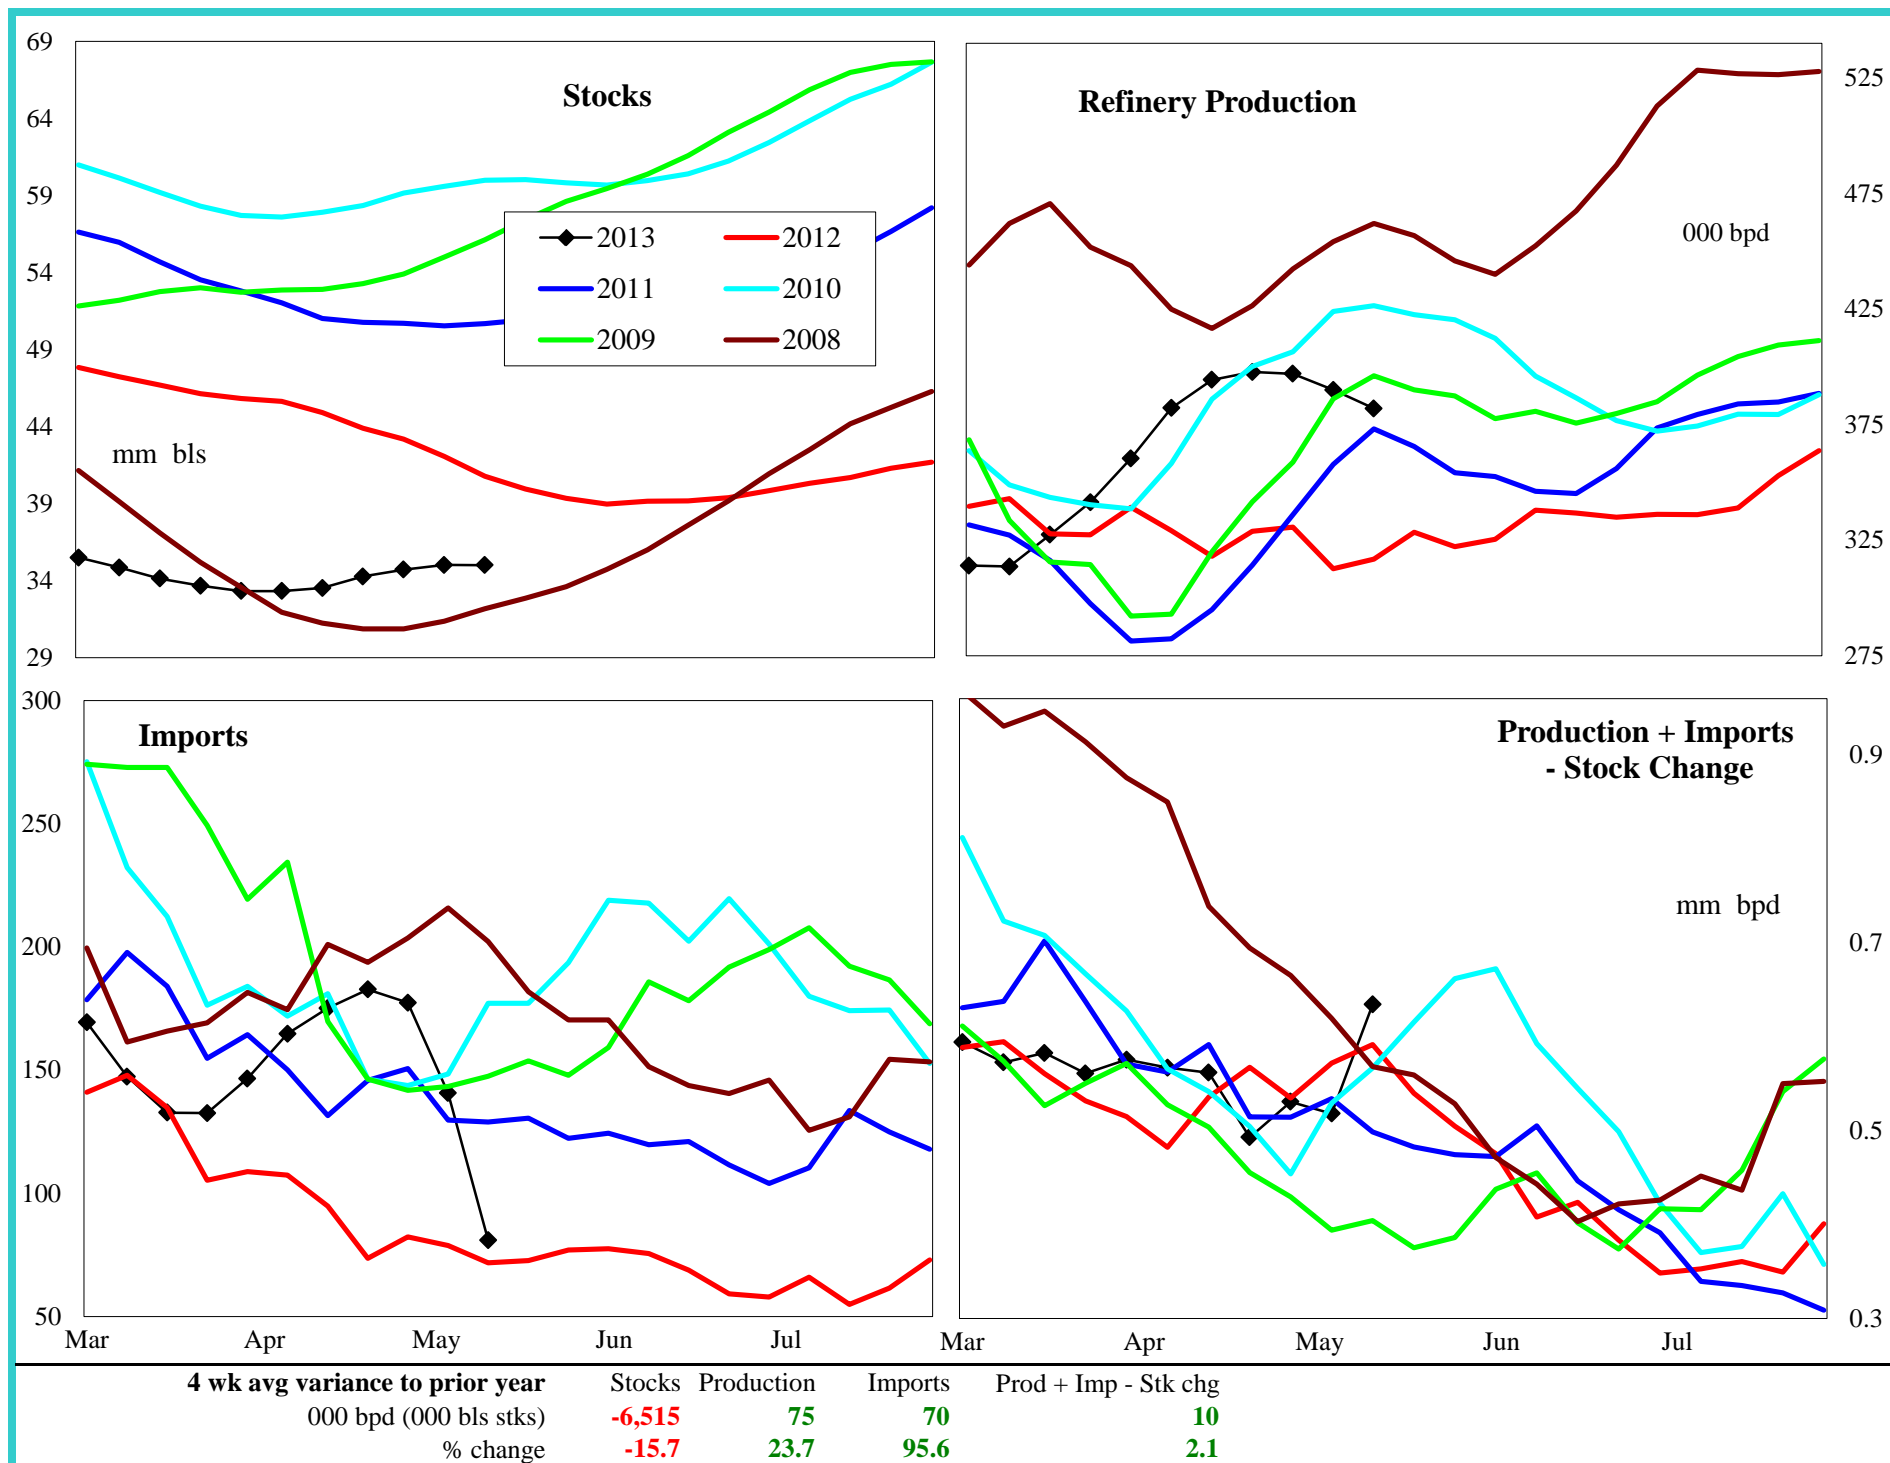 Stocks
69
64
59
54
49
44
39
34
29
mm bls
2013 2012
2011 2010
2009 2008
Refinery Production
000 bpd
525
475
425
375
325
275
Imports
300
250
200
150
100
50
Mar Apr May Jun Jul
Production + Imports
- Stock Change
mm bpd
0.9
0.7
0.5
0.3
Mar Apr May Jun Jul
4 wk avg variance to prior year Stocks Production Imports Prod + Imp - Stk chg
000 bpd (000 bls stks) -6,515 75 70 10
% change -15.7 23.7 95.6 2.1